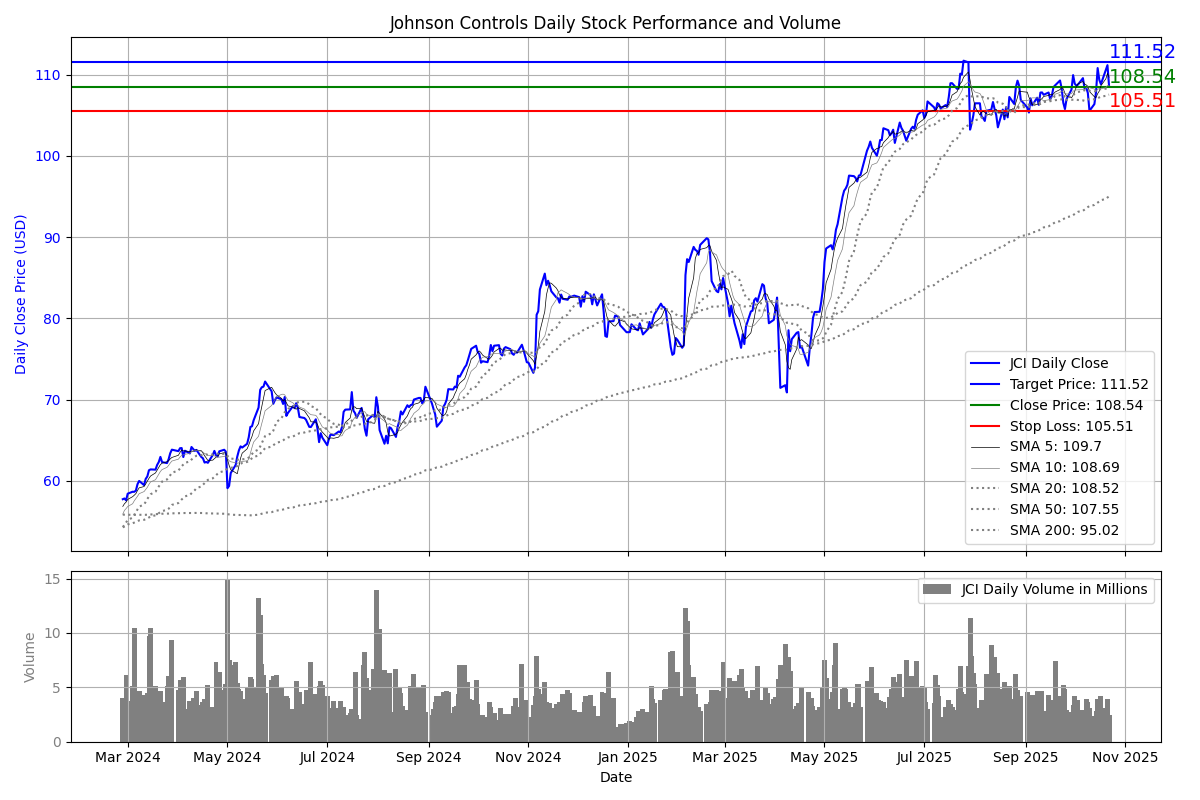 Johnson Controls Daily Stock Performance and Volume
111.52
110
108.54
105.51
100
90
80
70
60
Daily Close Price (USD)
JCI Daily Close
Target Price: 111.52
Close Price: 108.54
Stop Loss: 105.51
SMA 5: 109.7
SMA 10: 108.69
SMA 20: 108.52
SMA 50: 107.55
SMA 200: 95.02
15
10
5
0
Volume
JCI Daily Volume in Millions
Mar 2024 May 2024 Jul 2024 Sep 2024 Nov 2024 Jan 2025 Mar 2025 May 2025 Jul 2025 Sep 2025 Nov 2025
Date